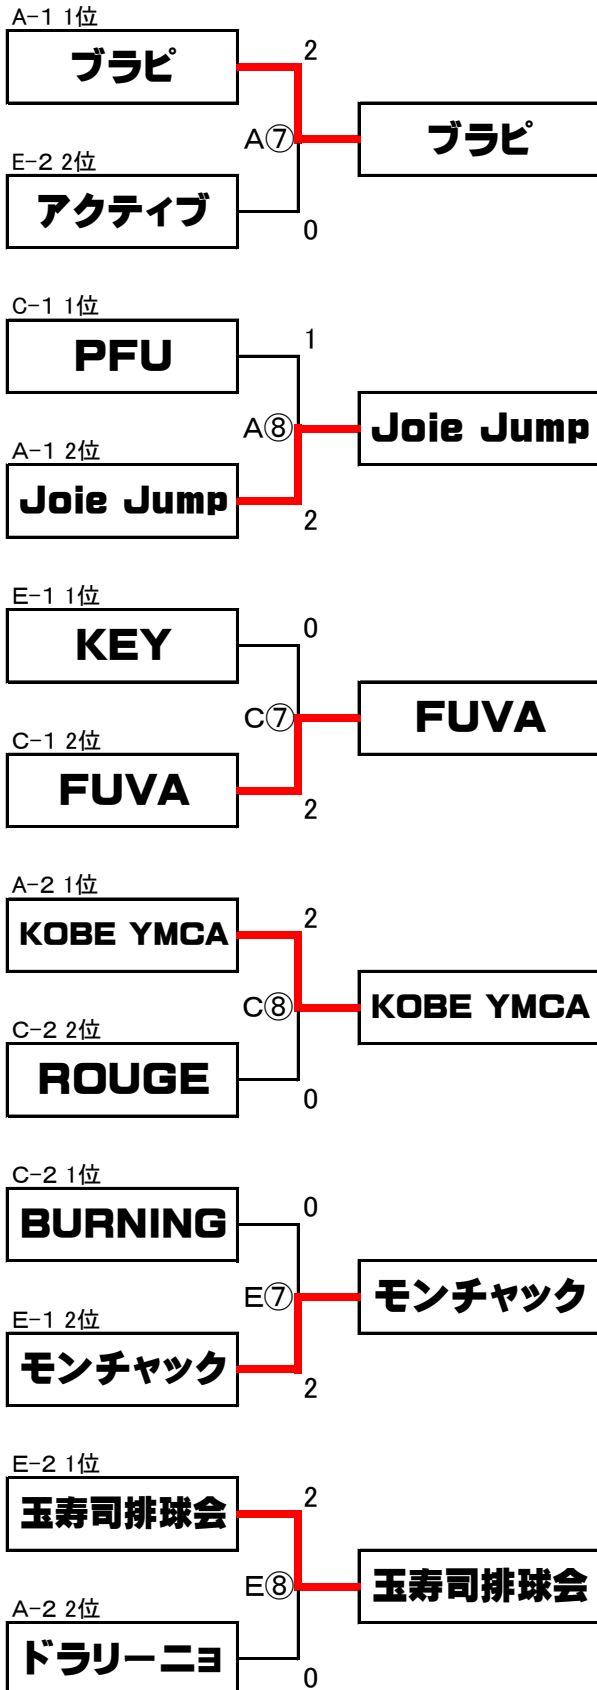 A-1 1位
ブラピ
2
A⑦
ブラピ
E-2 2位
アクティブ
0
C-1 1位
PFU
1
A⑧
Joie Jump
A-1 2位
Joie Jump
2
E-1 1位
KEY
0
C⑦
FUVA
C-1 2位
FUVA
2
A-2 1位
KOBE YMCA
2
C⑧
KOBE YMCA
C-2 2位
ROUGE
0
C-2 1位
BURNING
0
E⑦
モンチャック
E-1 2位
モンチャック
2
E-2 1位
玉寿司排球会
2
E⑧
玉寿司排球会
A-2 2位
ドラリーニョ
0